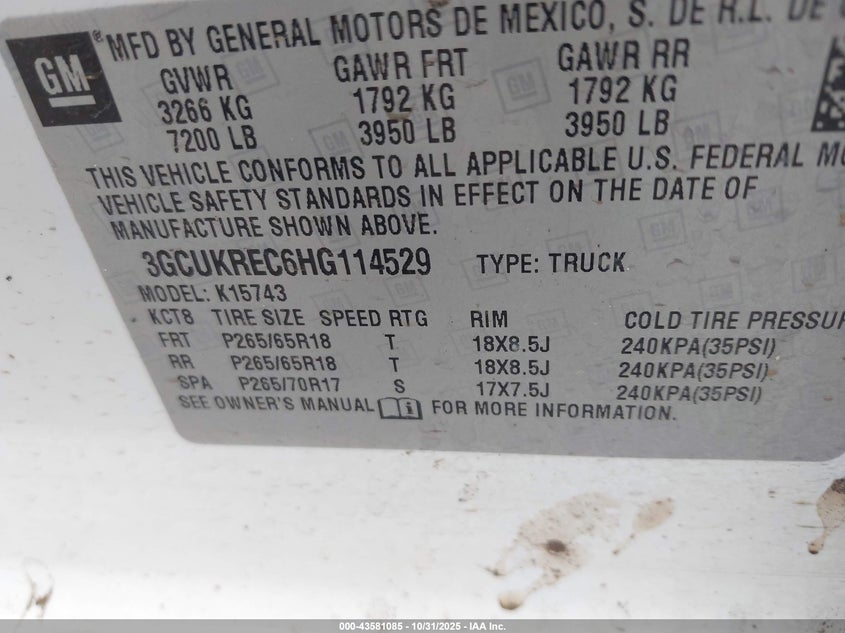 GM
® MFD BY GENERAL MOTORS DE MEXICO, S. DE R.L. DE
GVWR GAWR FRT GAWR RR
3266 KG 1792 KG 1792 KG
7200 LB 3950 LB 3950 LB
THIS VEHICLE CONFORMS TO ALL APPLICABLE U.S. FEDERAL MO
VEHICLE SAFETY STANDARDS IN EFFECT ON THE DATE OF
MANUFACTURE SHOWN ABOVE.
3GCUKREC6HG114529 TYPE: TRUCK
MODEL: K15743
KCT8 TIRE SIZE SPEED RTG RIM COLD TIRE PRESSUR
FRT P265/65R18 T 18X8.5J 240KPA(35PSI)
RR P265/65R18 T 18X8.5J 240KPA(35PSI)
SPA P265/70R17 S 17X7.5J 240KPA(35PSI)
SEE OWNER'S MANUAL FOR MORE INFORMATION.
000-43581085 | 10/31/2025 | IAA Inc.